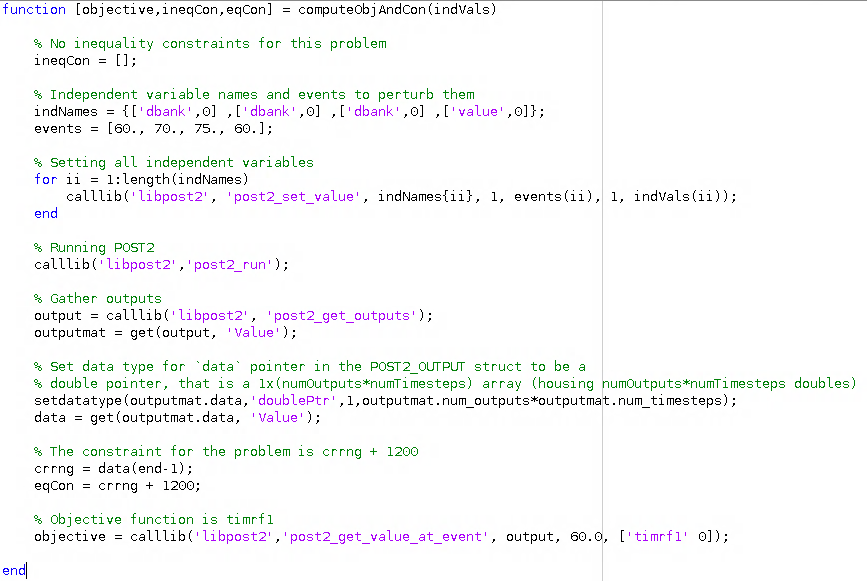 function [objective,ineqCon,eqCon] = computeObjAndCon(indVals)
% No inequality constraints for this problem
ineqCon = [];
% Independent variable names and events to perturb them
indNames = {['dbank',0] ,['dbank',0] ,['dbank',0] ,['value',0]};
events = [60., 70., 75., 60.];
% Setting all independent variables
for ii = 1:length(indNames)
calllib('libpost2', 'post2_set_value', indNames{ii}, 1, events(ii), 1, indVals(ii));
end
% Running POST2
calllib('libpost2','post2_run');
% Gather outputs
output = calllib('libpost2', 'post2_get_outputs');
outputmat = get(output, 'Value');
% Set data type for `data` pointer in the POST2_OUTPUT struct to be a
% double pointer, that is a 1x(numOutputs*numTimesteps) array (housing numOutputs*numTimesteps doubles)
setdatatype(outputmat.data,'doublePtr',1,outputmat.num_outputs*outputmat.num_timesteps);
data = get(outputmat.data, 'Value');
% The constraint for the problem is crrng + 1200
crrng = data(end-1);
eqCon = crrng + 1200;
% Objective function is timrf1
objective = calllib('libpost2','post2_get_value_at_event', output, 60.0, ['timrf1' 0]);
end